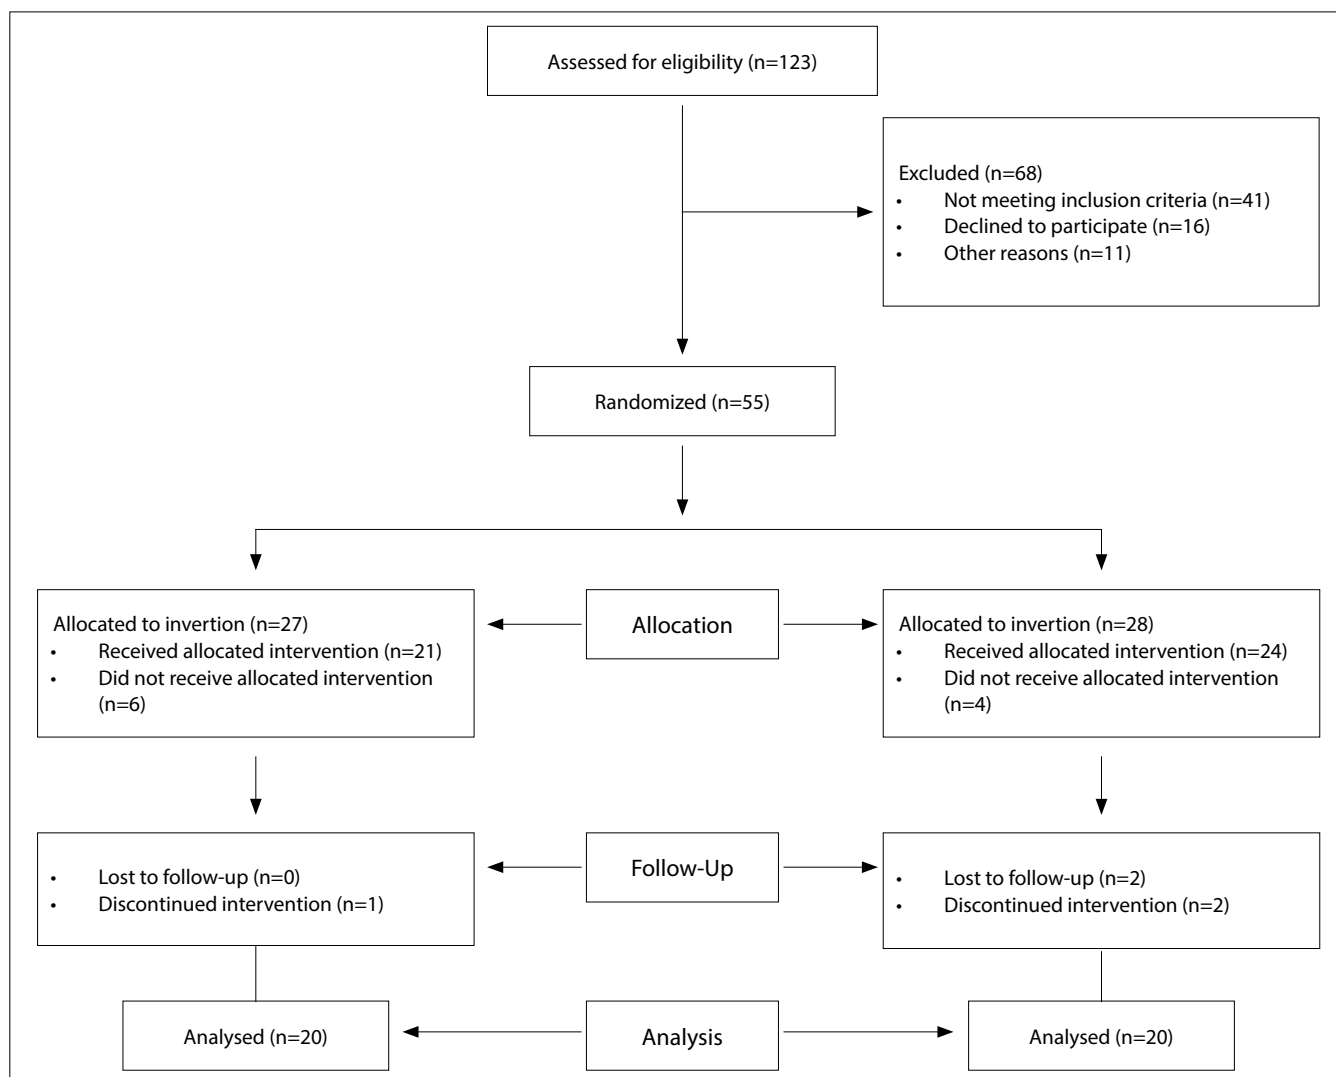 Assessed for eligibility (n=123)
Excluded (n=68)
• Not meeting inclusion criteria (n=41)
• Declined to participate (n=16)
• Other reasons (n=11)
Randomized (n=55)
Allocated to invertion (n=27)
• Received allocated intervention (n=21)
• Did not receive allocated intervention
(n=6)
Allocation
Allocated to invertion (n=28)
• Received allocated intervention (n=24)
• Did not receive allocated intervention
(n=4)
• Lost to follow-up (n=0)
• Discontinued intervention (n=1)
Follow-Up
• Lost to follow-up (n=2)
• Discontinued intervention (n=2)
Analysed (n=20)
Analysis
Analysed (n=20)